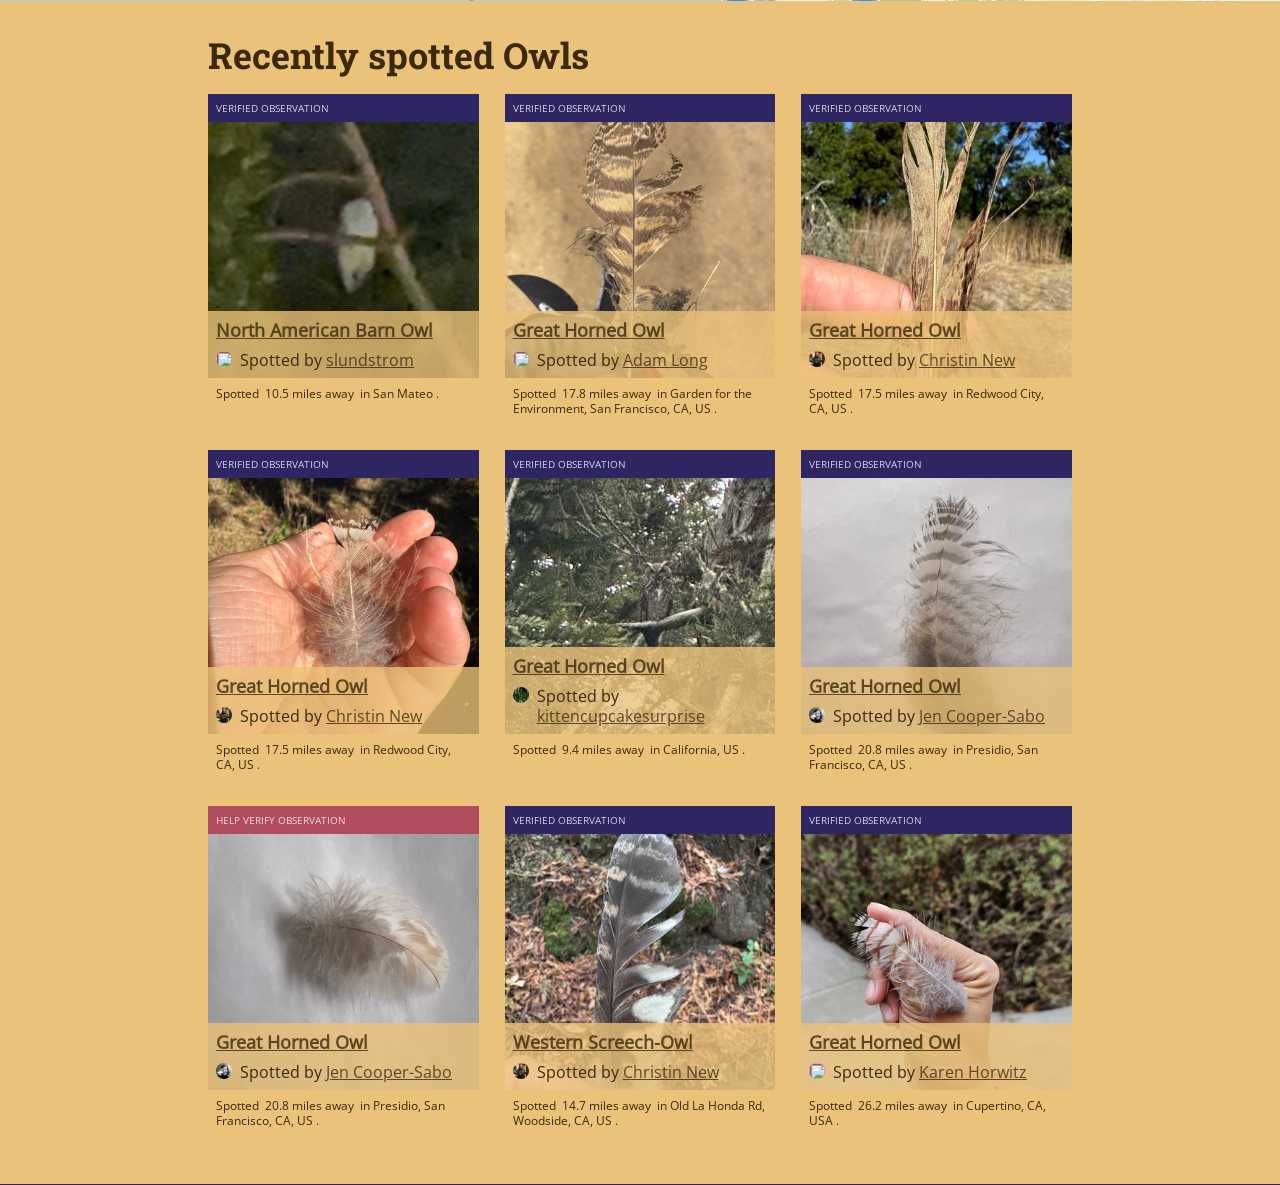 Recently spotted Owls
VERIFIED OBSERVATION
North American Barn Owl
Spotted by slundstrom
Spotted 10.5 miles away in San Mateo .
VERIFIED OBSERVATION
Great Horned Owl
Spotted by Adam Long
Spotted 17.8 miles away in Garden for the
Environment, San Francisco, CA, US .
VERIFIED OBSERVATION
Great Horned Owl
Spotted by Christin New
Spotted 17.5 miles away in Redwood City,
CA, US .
VERIFIED OBSERVATION
Great Horned Owl
Spotted by Christin New
Spotted 17.5 miles away in Redwood City,
CA, US .
VERIFIED OBSERVATION
Great Horned Owl
Spotted by
kittencupcakesurprise
Spotted 9.4 miles away in California, US .
VERIFIED OBSERVATION
Great Horned Owl
Spotted by Jen Cooper-Sabo
Spotted 20.8 miles away in Presidio, San
Francisco, CA, US .
HELP VERIFY OBSERVATION
Great Horned Owl
Spotted by Jen Cooper-Sabo
Spotted 20.8 miles away in Presidio, San
Francisco, CA, US .
VERIFIED OBSERVATION
Western Screech-Owl
Spotted by Christin New
Spotted 14.7 miles away in Old La Honda Rd,
Woodside, CA, US .
VERIFIED OBSERVATION
Great Horned Owl
Spotted by Karen Horwitz
Spotted 26.2 miles away in Cupertino, CA,
USA .